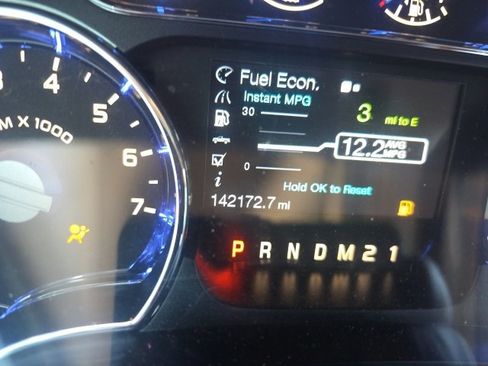 Fuel Econ.
Instant MPG
30
3 mi to E
12.2 AVG MPG
0
Hold OK to Reset
142172.7 mi
P R N D M 2 1
3 4 5 6 7
M X 1000